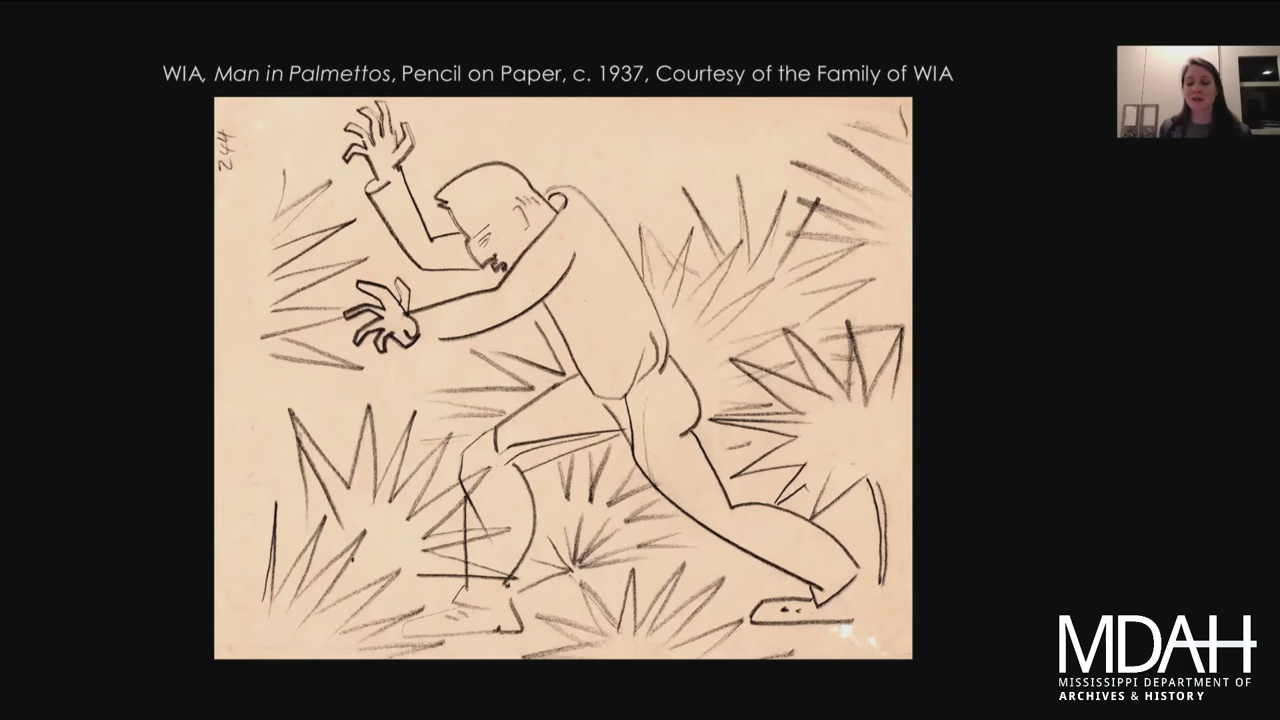 WIA, Man in Palmettos, Pencil on Paper, c. 1937, Courtesy of the Family of WIA
244
MDAH
MISSISSIPPI DEPARTMENT OF
ARCHIVES & HISTORY